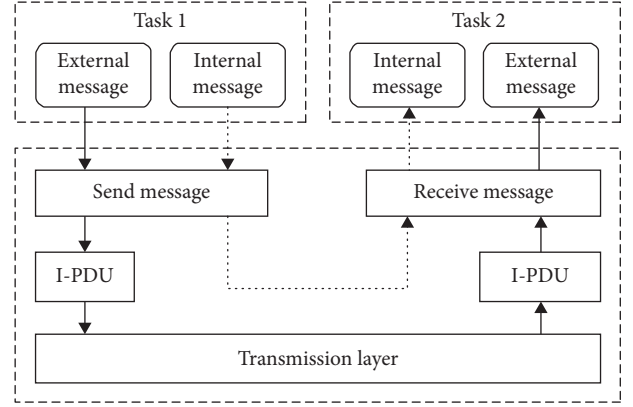 Task 1
Task 2
External
message
Internal
message
Internal
message
External
message
Send message
Receive message
I-PDU
I-PDU
Transmission layer